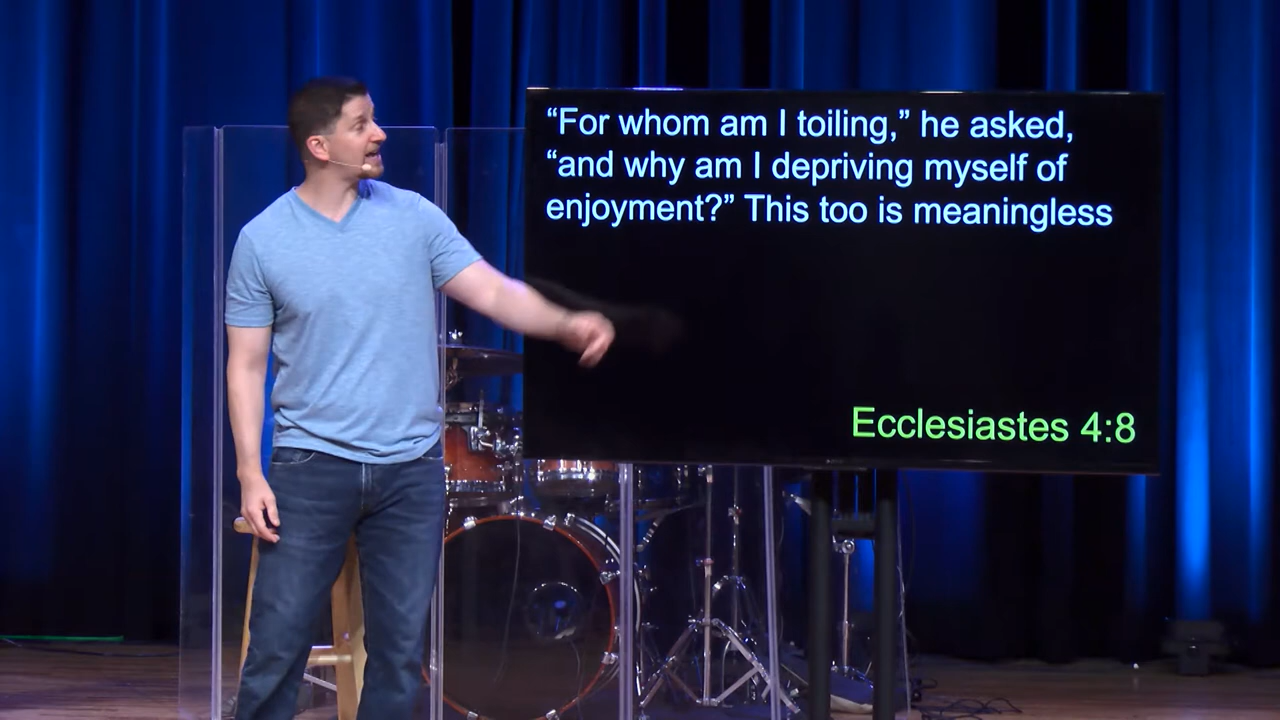 “For whom am I toiling,” he asked,
“and why am I depriving myself of
enjoyment?” This too is meaningless
Ecclesiastes 4:8